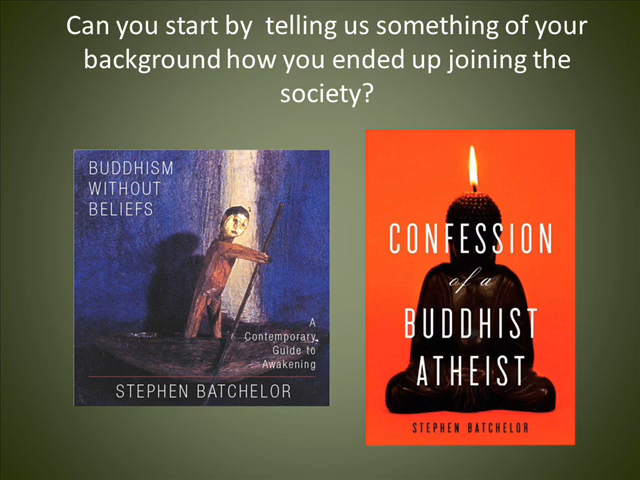 Can you start by  telling us something of your
background how you ended up joining the
society?
BUDDHISM
WITHOUT
BELIEFS
A
Contemporary
Guide to
Awakening
STEPHEN BATCHELOR
CONFESSION
of a
BUDDHIST
ATHEIST
STEPHEN BATCHELOR